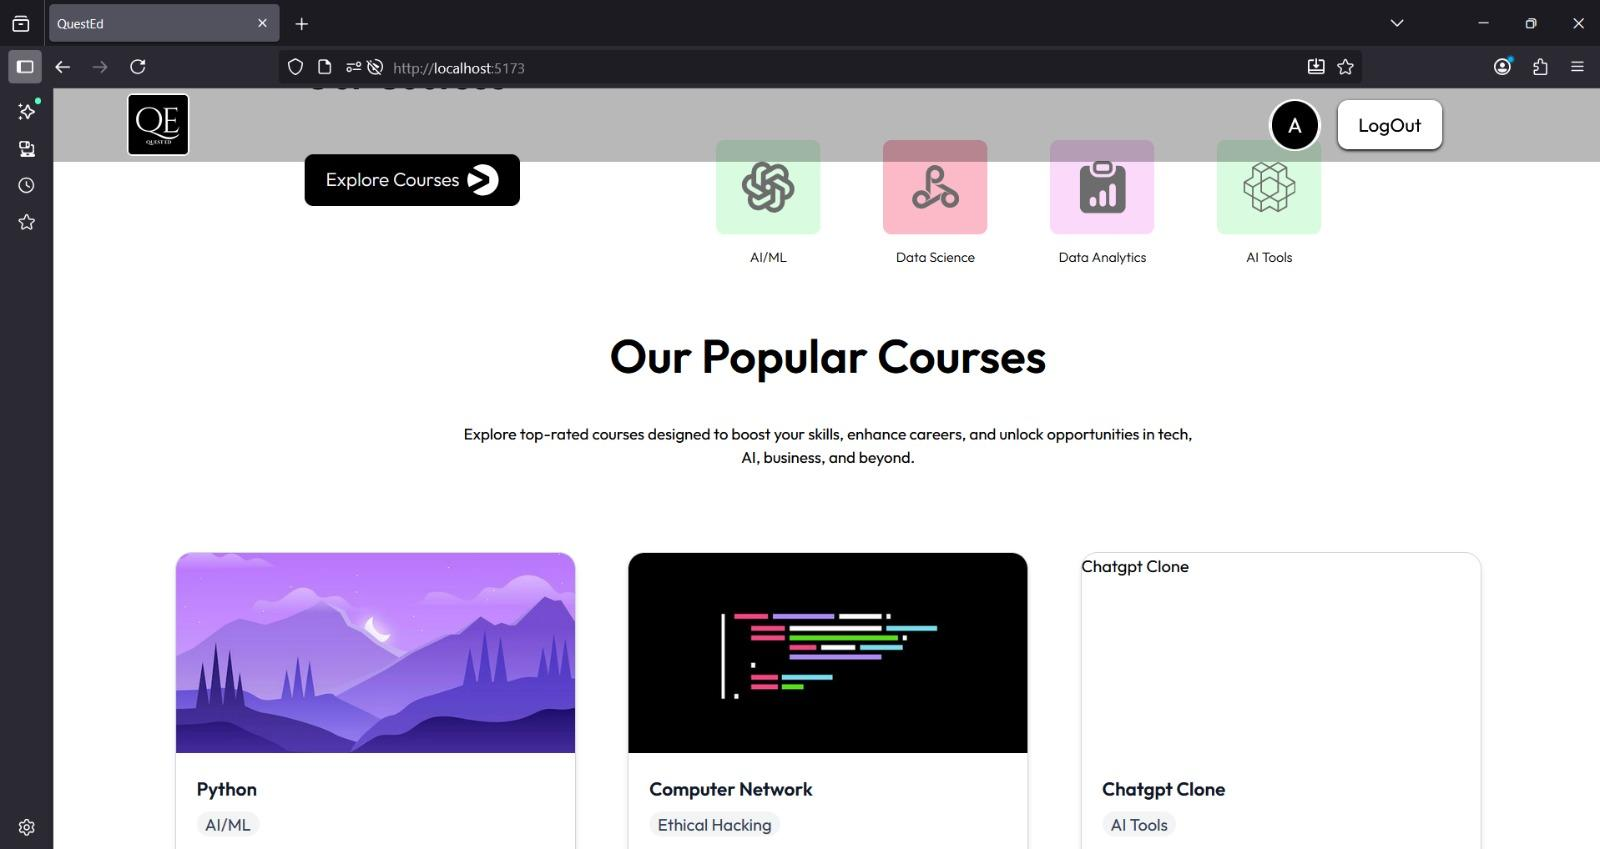 QuestEd
http://localhost:5173
QE
QUESTED
A
LogOut
Explore Courses
AI/ML
Data Science
Data Analytics
AI Tools
Our Popular Courses
Explore top-rated courses designed to boost your skills, enhance careers, and unlock opportunities in tech,
AI, business, and beyond.
Chatgpt Clone
Python
AI/ML
Computer Network
Ethical Hacking
Chatgpt Clone
AI Tools